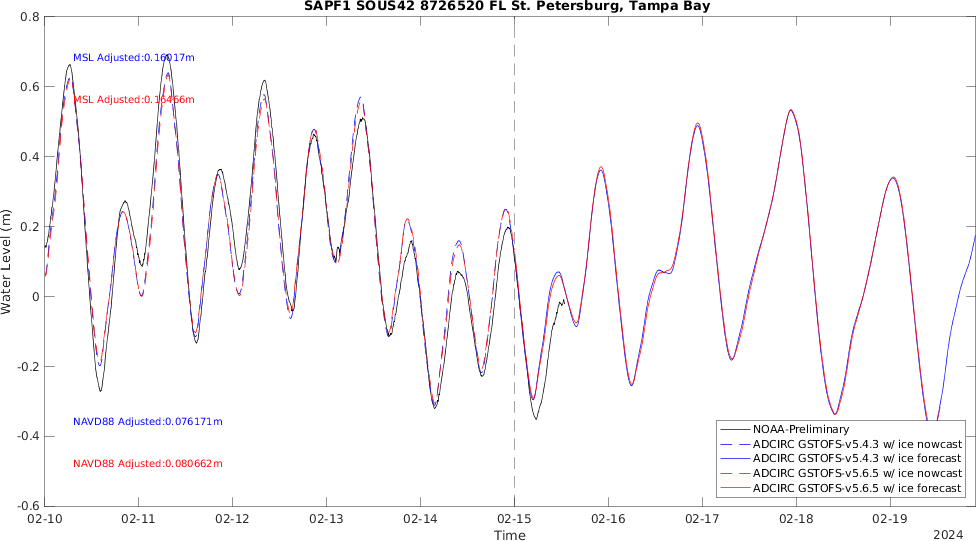 SAPF1 SOUS42 8726520 FL St. Petersburg, Tampa Bay
0.8
0.6
0.4
0.2
0
-0.2
-0.4
-0.6
Water Level (m)
MSL Adjusted:0.16017m
MSL Adjusted:0.16466m
NAVD88 Adjusted:0.076171m
NAVD88 Adjusted:0.080662m
NOAA-Preliminary
ADCIRC GSTOFS-v5.4.3 w/ ice nowcast
ADCIRC GSTOFS-v5.4.3 w/ ice forecast
ADCIRC GSTOFS-v5.6.5 w/ ice nowcast
ADCIRC GSTOFS-v5.6.5 w/ ice forecast
02-10 02-11 02-12 02-13 02-14 02-15 02-16 02-17 02-18 02-19
Time
2024